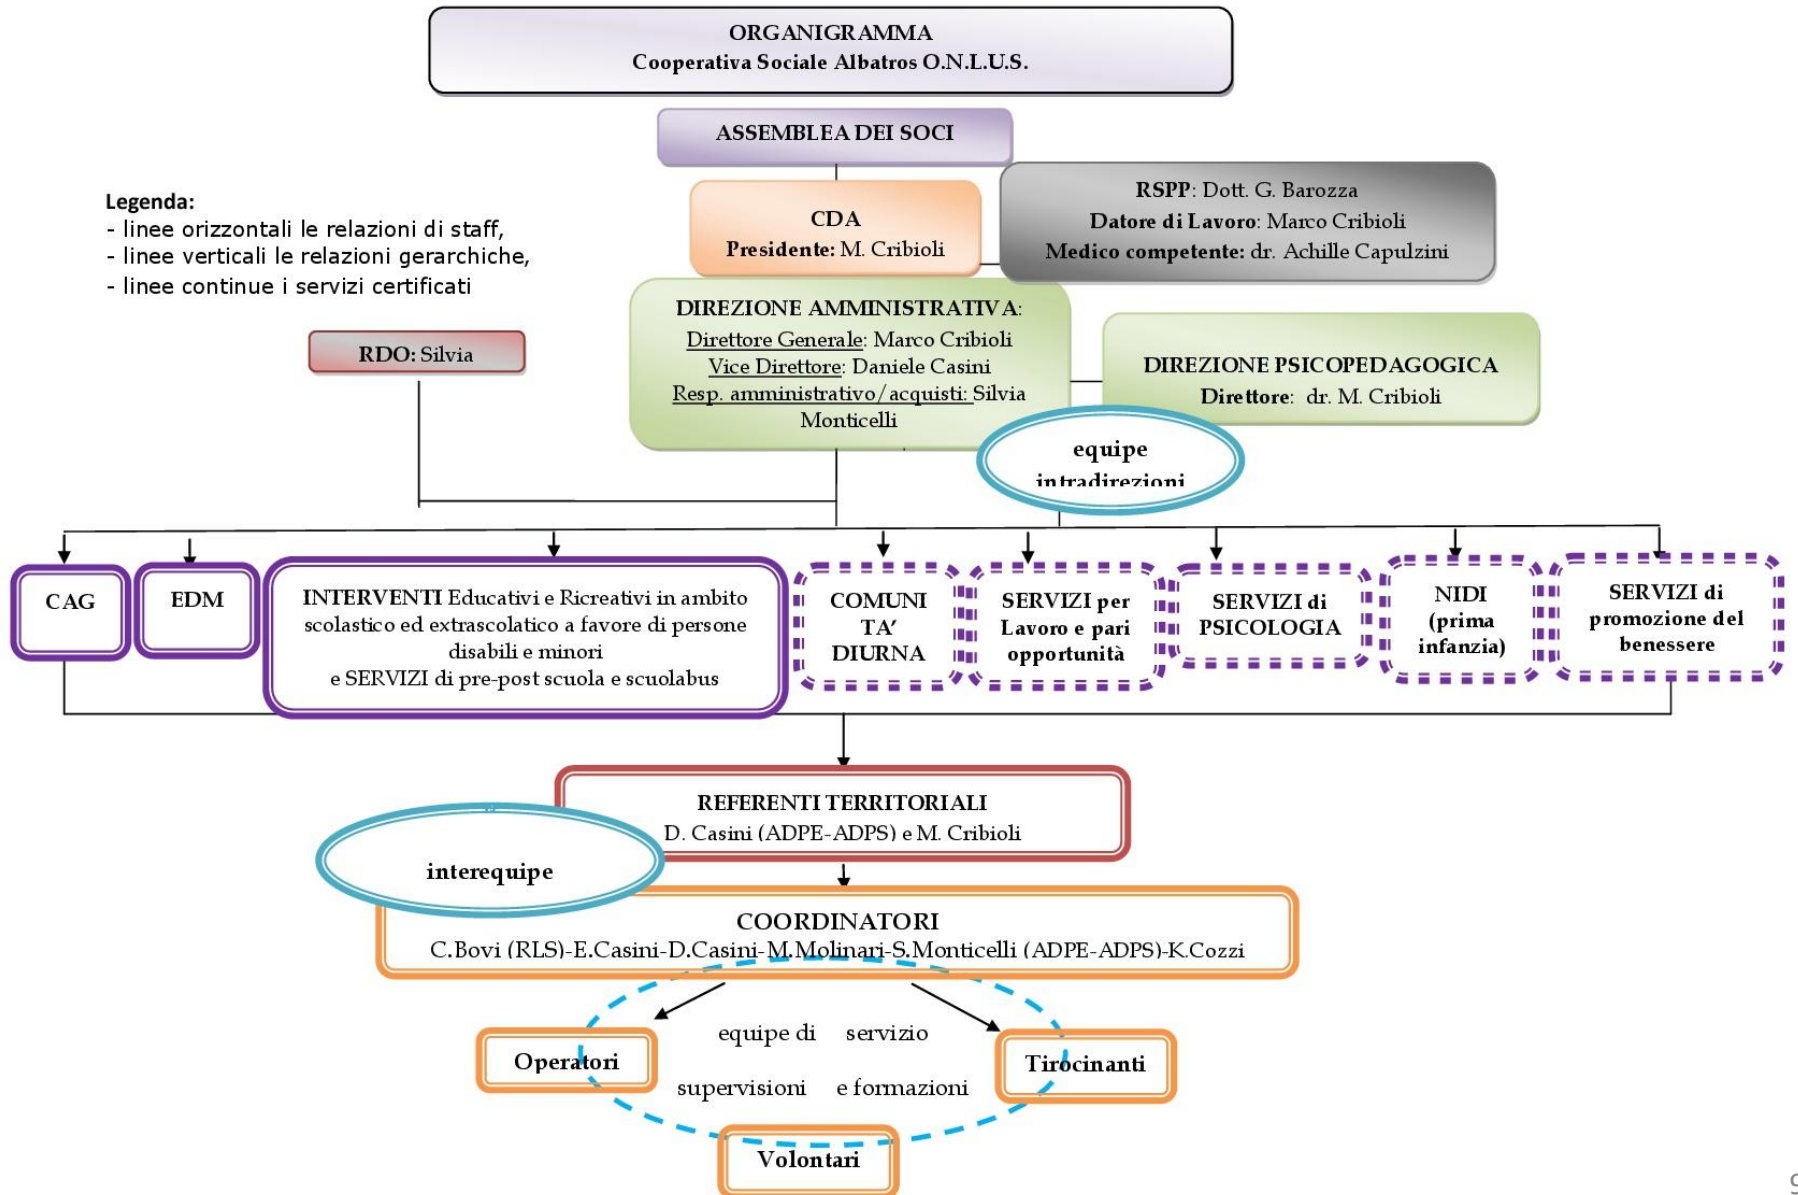 ORGANIGRAMMA
Cooperativa Sociale Albatros O.N.L.U.S.
ASSEMBLEA DEI SOCI
CDA
Presidente: M. Cribioli
RSPP: Dott. G. Barozza
Datore di Lavoro: Marco Cribioli
Medico competente: dr. Achille Capulzini
Legenda:
- linee orizzontali le relazioni di staff,
- linee verticali le relazioni gerarchiche,
- linee continue i servizi certificati
RDO: Silvia
DIREZIONE AMMINISTRATIVA:
Direttore Generale: Marco Cribioli
Vice Direttore: Daniele Casini
Resp. amministrativo/acquisti: Silvia
Monticelli
DIREZIONE PSICOPEDAGOGICA
Direttore: dr. M. Cribioli
equipe
intradirezioni
CAG
EDM
INTERVENTI Educativi e Ricreativi in ambito
scolastico ed extrascolatico a favore di persone
disabili e minori
e SERVIZI di pre-post scuola e scuolabus
COMUNI
TA'
DIURNA
SERVIZI per
Lavoro e pari
opportunità
SERVIZI di
PSICOLOGIA
NIDI
(prima
infanzia)
SERVIZI di
promozione del
benessere
REFERENTI TERRITORIALI
D. Casini (ADPE-ADPS) e M. Cribioli
interequipe
COORDINATORI
C.Bovi (RLS)-E.Casini-D.Casini-M.Molinari-S.Monticelli (ADPE-ADPS)-K.Cozzi
equipe di servizio
supervisioni e formazioni
Operatori
Tirocinanti
Volontari
9